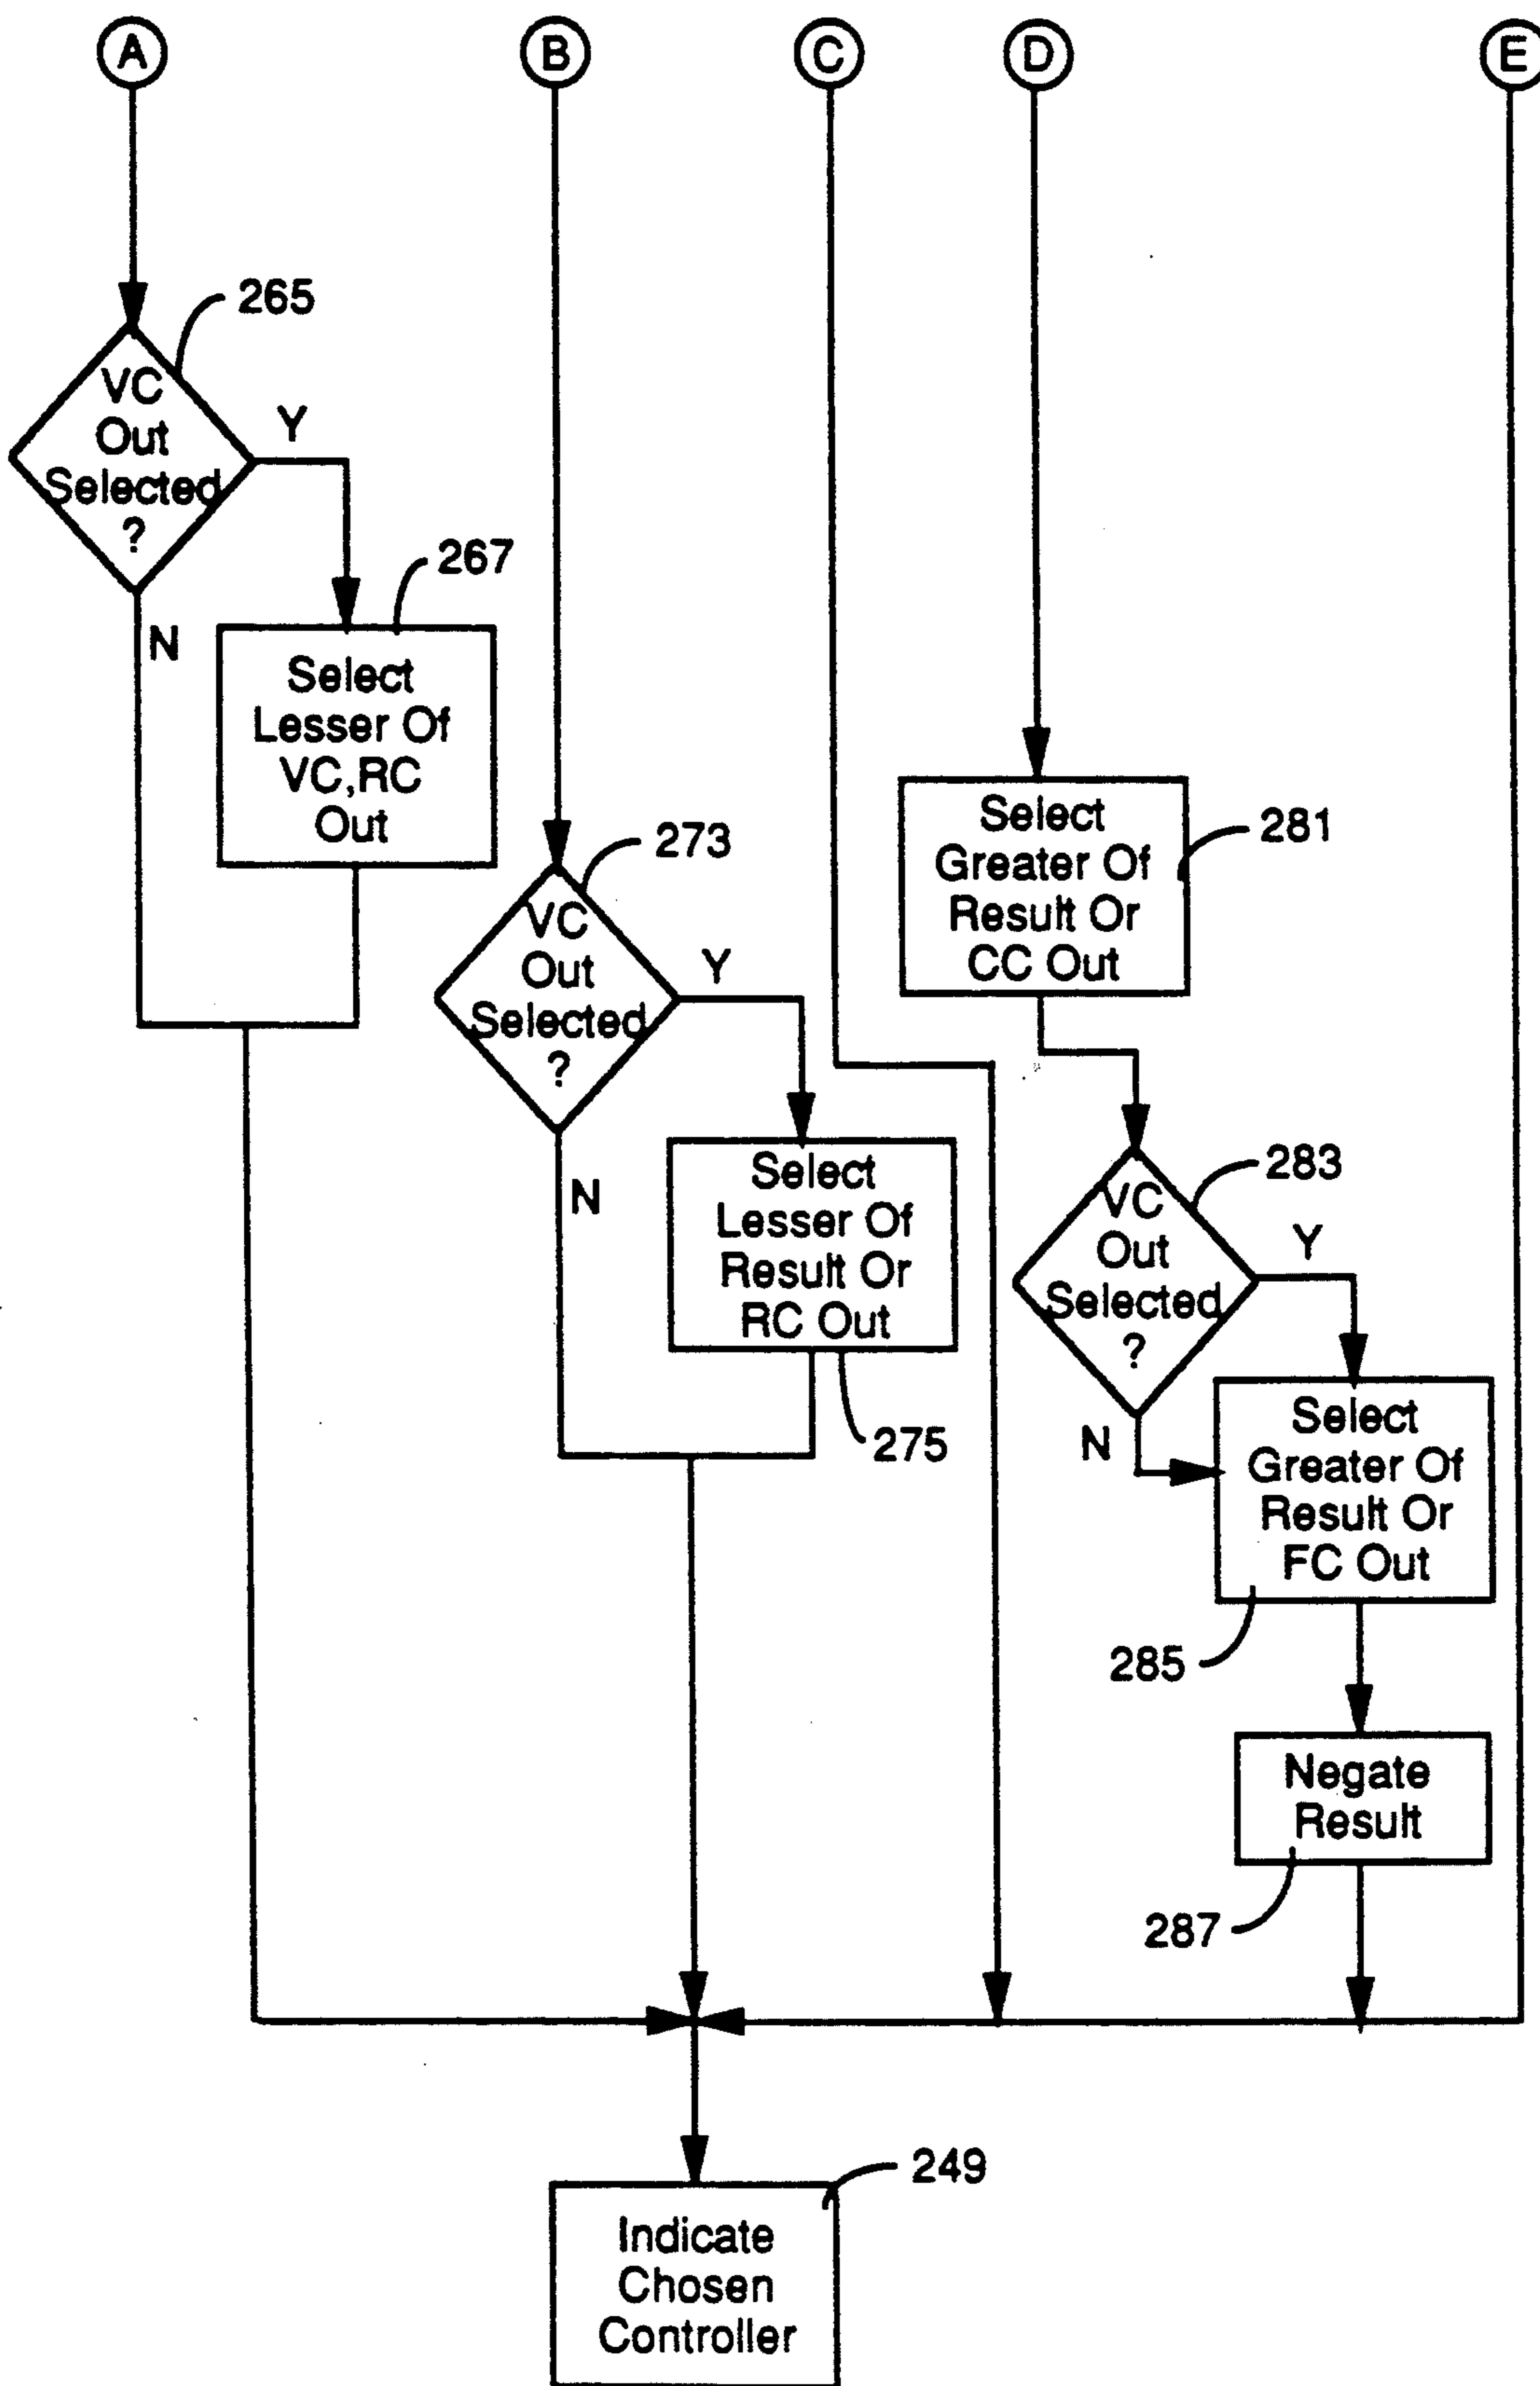 A
B
C
D
E
265
VC
Out
Selected
?
Y
N
267
Select
Lesser Of
VC,RC
Out
273
VC
Out
Selected
?
Y
N
Select
Lesser Of
Result Or
RC Out
275
Select
Greater Of
Result Or
CC Out
281
283
VC
Out
Selected
?
Y
N
Select
Greater Of
Result Or
FC Out
285
Negate
Result
287
249
Indicate
Chosen
Controller